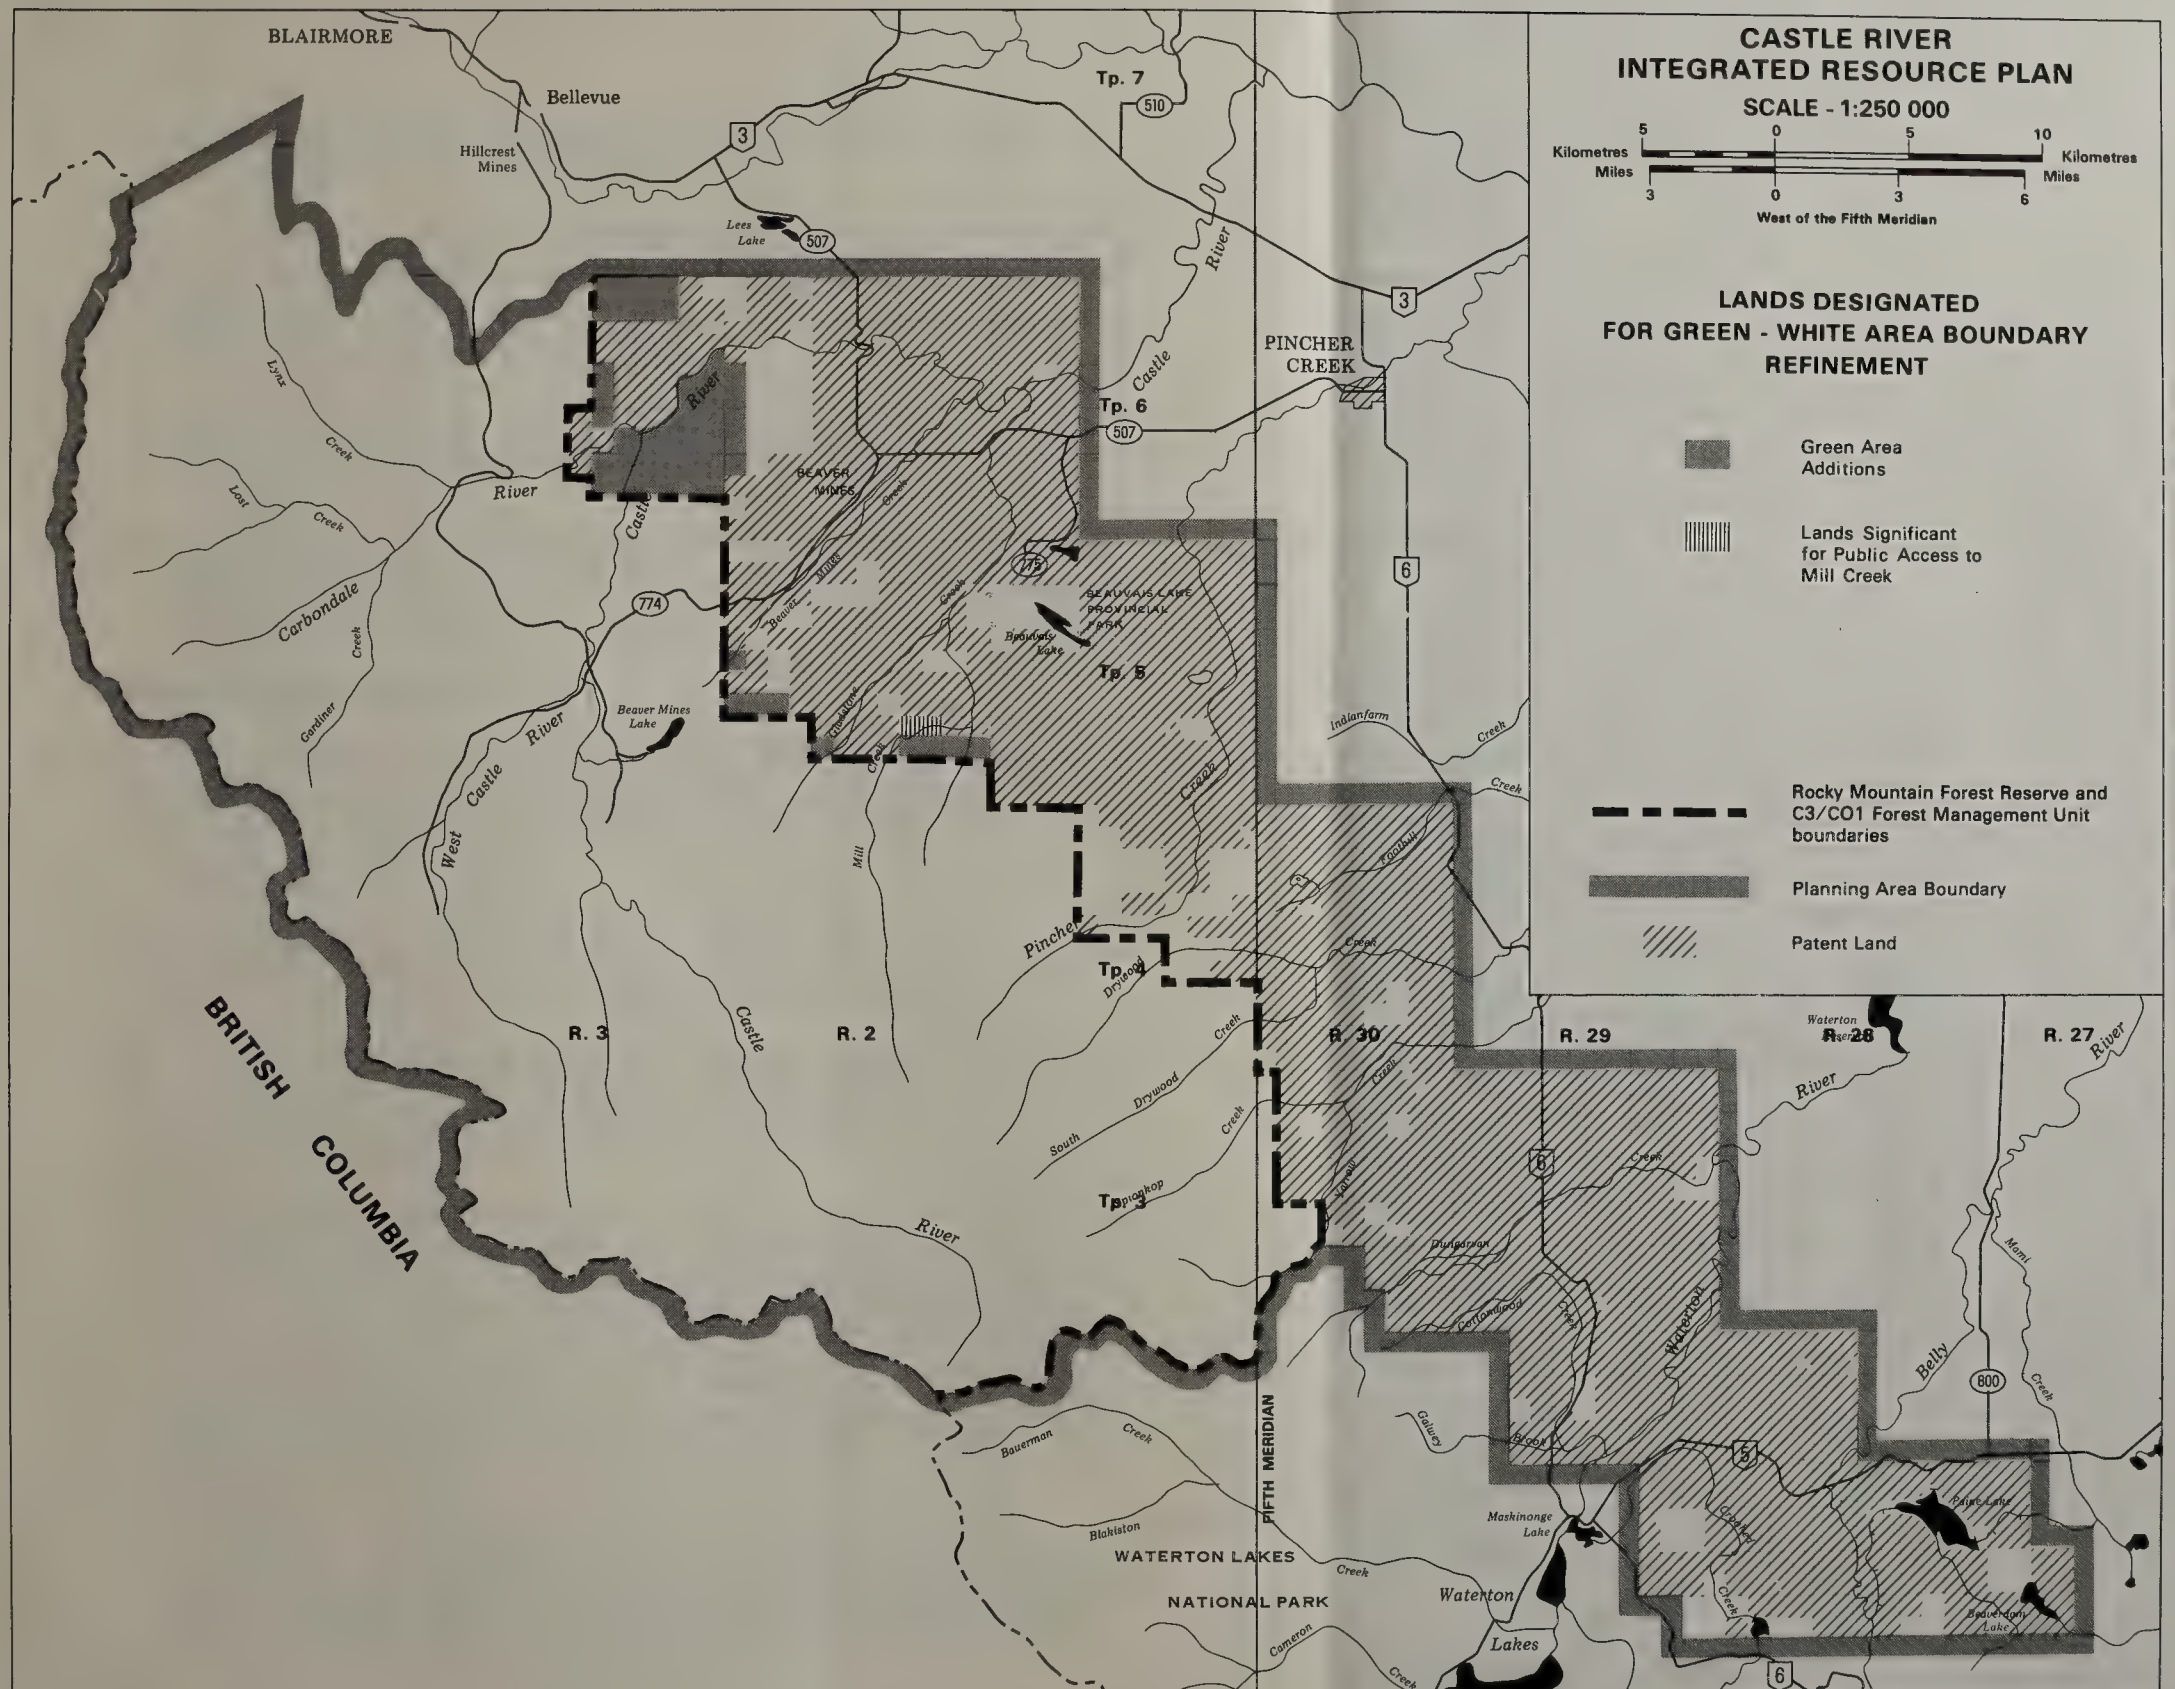 CASTLE RIVER
INTEGRATED RESOURCE PLAN
SCALE - 1:250 000
5 0 5 10
Kilometres Kilometres
Miles Miles
3 0 3 6
West of the Fifth Meridian
LANDS DESIGNATED
FOR GREEN - WHITE AREA BOUNDARY
REFINEMENT
Green Area
Additions
Lands Significant
for Public Access to
Mill Creek
Rocky Mountain Forest Reserve and
C3/CO1 Forest Management Unit
boundaries
Planning Area Boundary
Patent Land
BLAIRMORE
Bellevue
Hillcrest
Mines
3
Tp. 7
510
Lees
Lake
507
River
3
PINCHER
CREEK
Castle
Tp. 6
507
Lynx
Creek
River
River
Castle
BEAVER
MINES
Creek
Lost
Creek
Carbondale
Creek
Gardiner
774
Beaver
Mines
Creek
775
BEAUVAIS LAKE
PROVINCIAL
PARK
Beauvais
Lake
Tp. 5
6
Indianfarm
Creek
Creek
Beaver Mines
Lake
River
Castle
West
Gladstone
Creek
Mill
Creek
Foothill
Pincher
Creek
Tp. 4
Drywood
Creek
R. 3
R. 2
R. 30
R. 29
R. 28
R. 27
Waterton
River
River
Castle
Creek
Drywood
South
Creek
Creek
Yarrow
Tp. 3
Spionkop
River
BRITISH
COLUMBIA
6
Creek
Dungarvan
Cottonwood
Creek
Waterton
Mami
Creek
Belly
800
5
Galwey
Brook
Bauerman
Creek
Blakiston
Creek
FIFTH MERIDIAN
WATERTON LAKES
NATIONAL PARK
Maskinonge
Lake
Crooked
Creek
Paine Lake
Beaverdam
Lake
Waterton
Lakes
Cameron
Creek
6